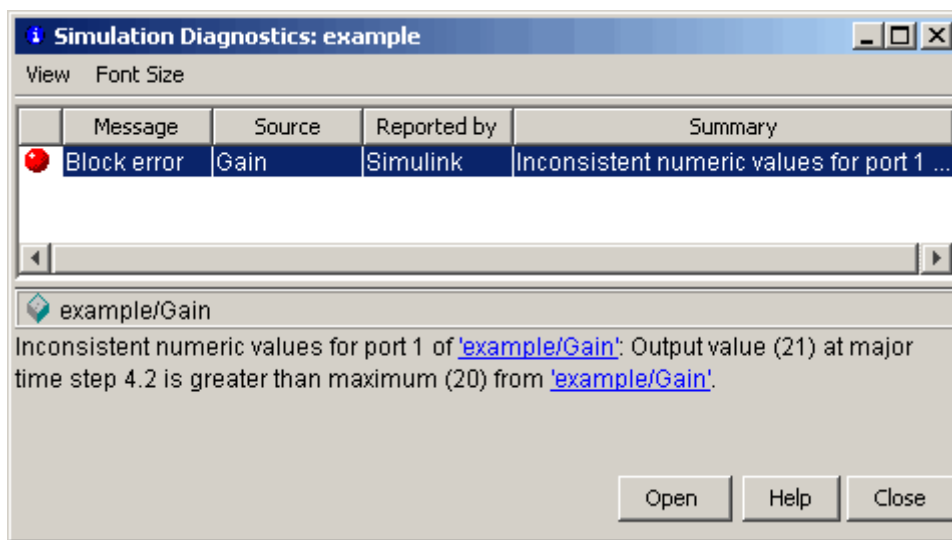 Simulation Diagnostics: example
View Font Size
Message Source Reported by Summary
Block error Gain Simulink Inconsistent numeric values for port 1 ...
example/Gain
Inconsistent numeric values for port 1 of 'example/Gain': Output value (21) at major
time step 4.2 is greater than maximum (20) from 'example/Gain'.
Open Help Close